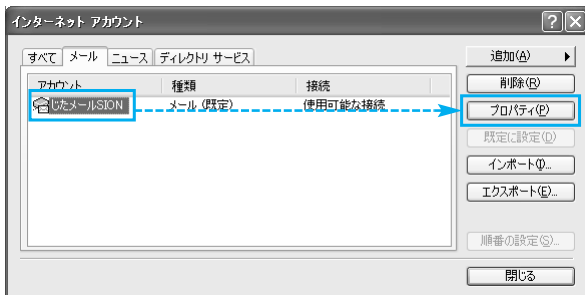 インターネット アカウント
すべて メール ニュース ディレクトリ サービス
アカウント 種類 接続
じたメールSION メール (既定) 使用可能な接続
追加(A)
削除(R)
プロパティ(P)
既定に設定(D)
インポート(I)...
エクスポート(E)...
順番の設定(S)...
閉じる